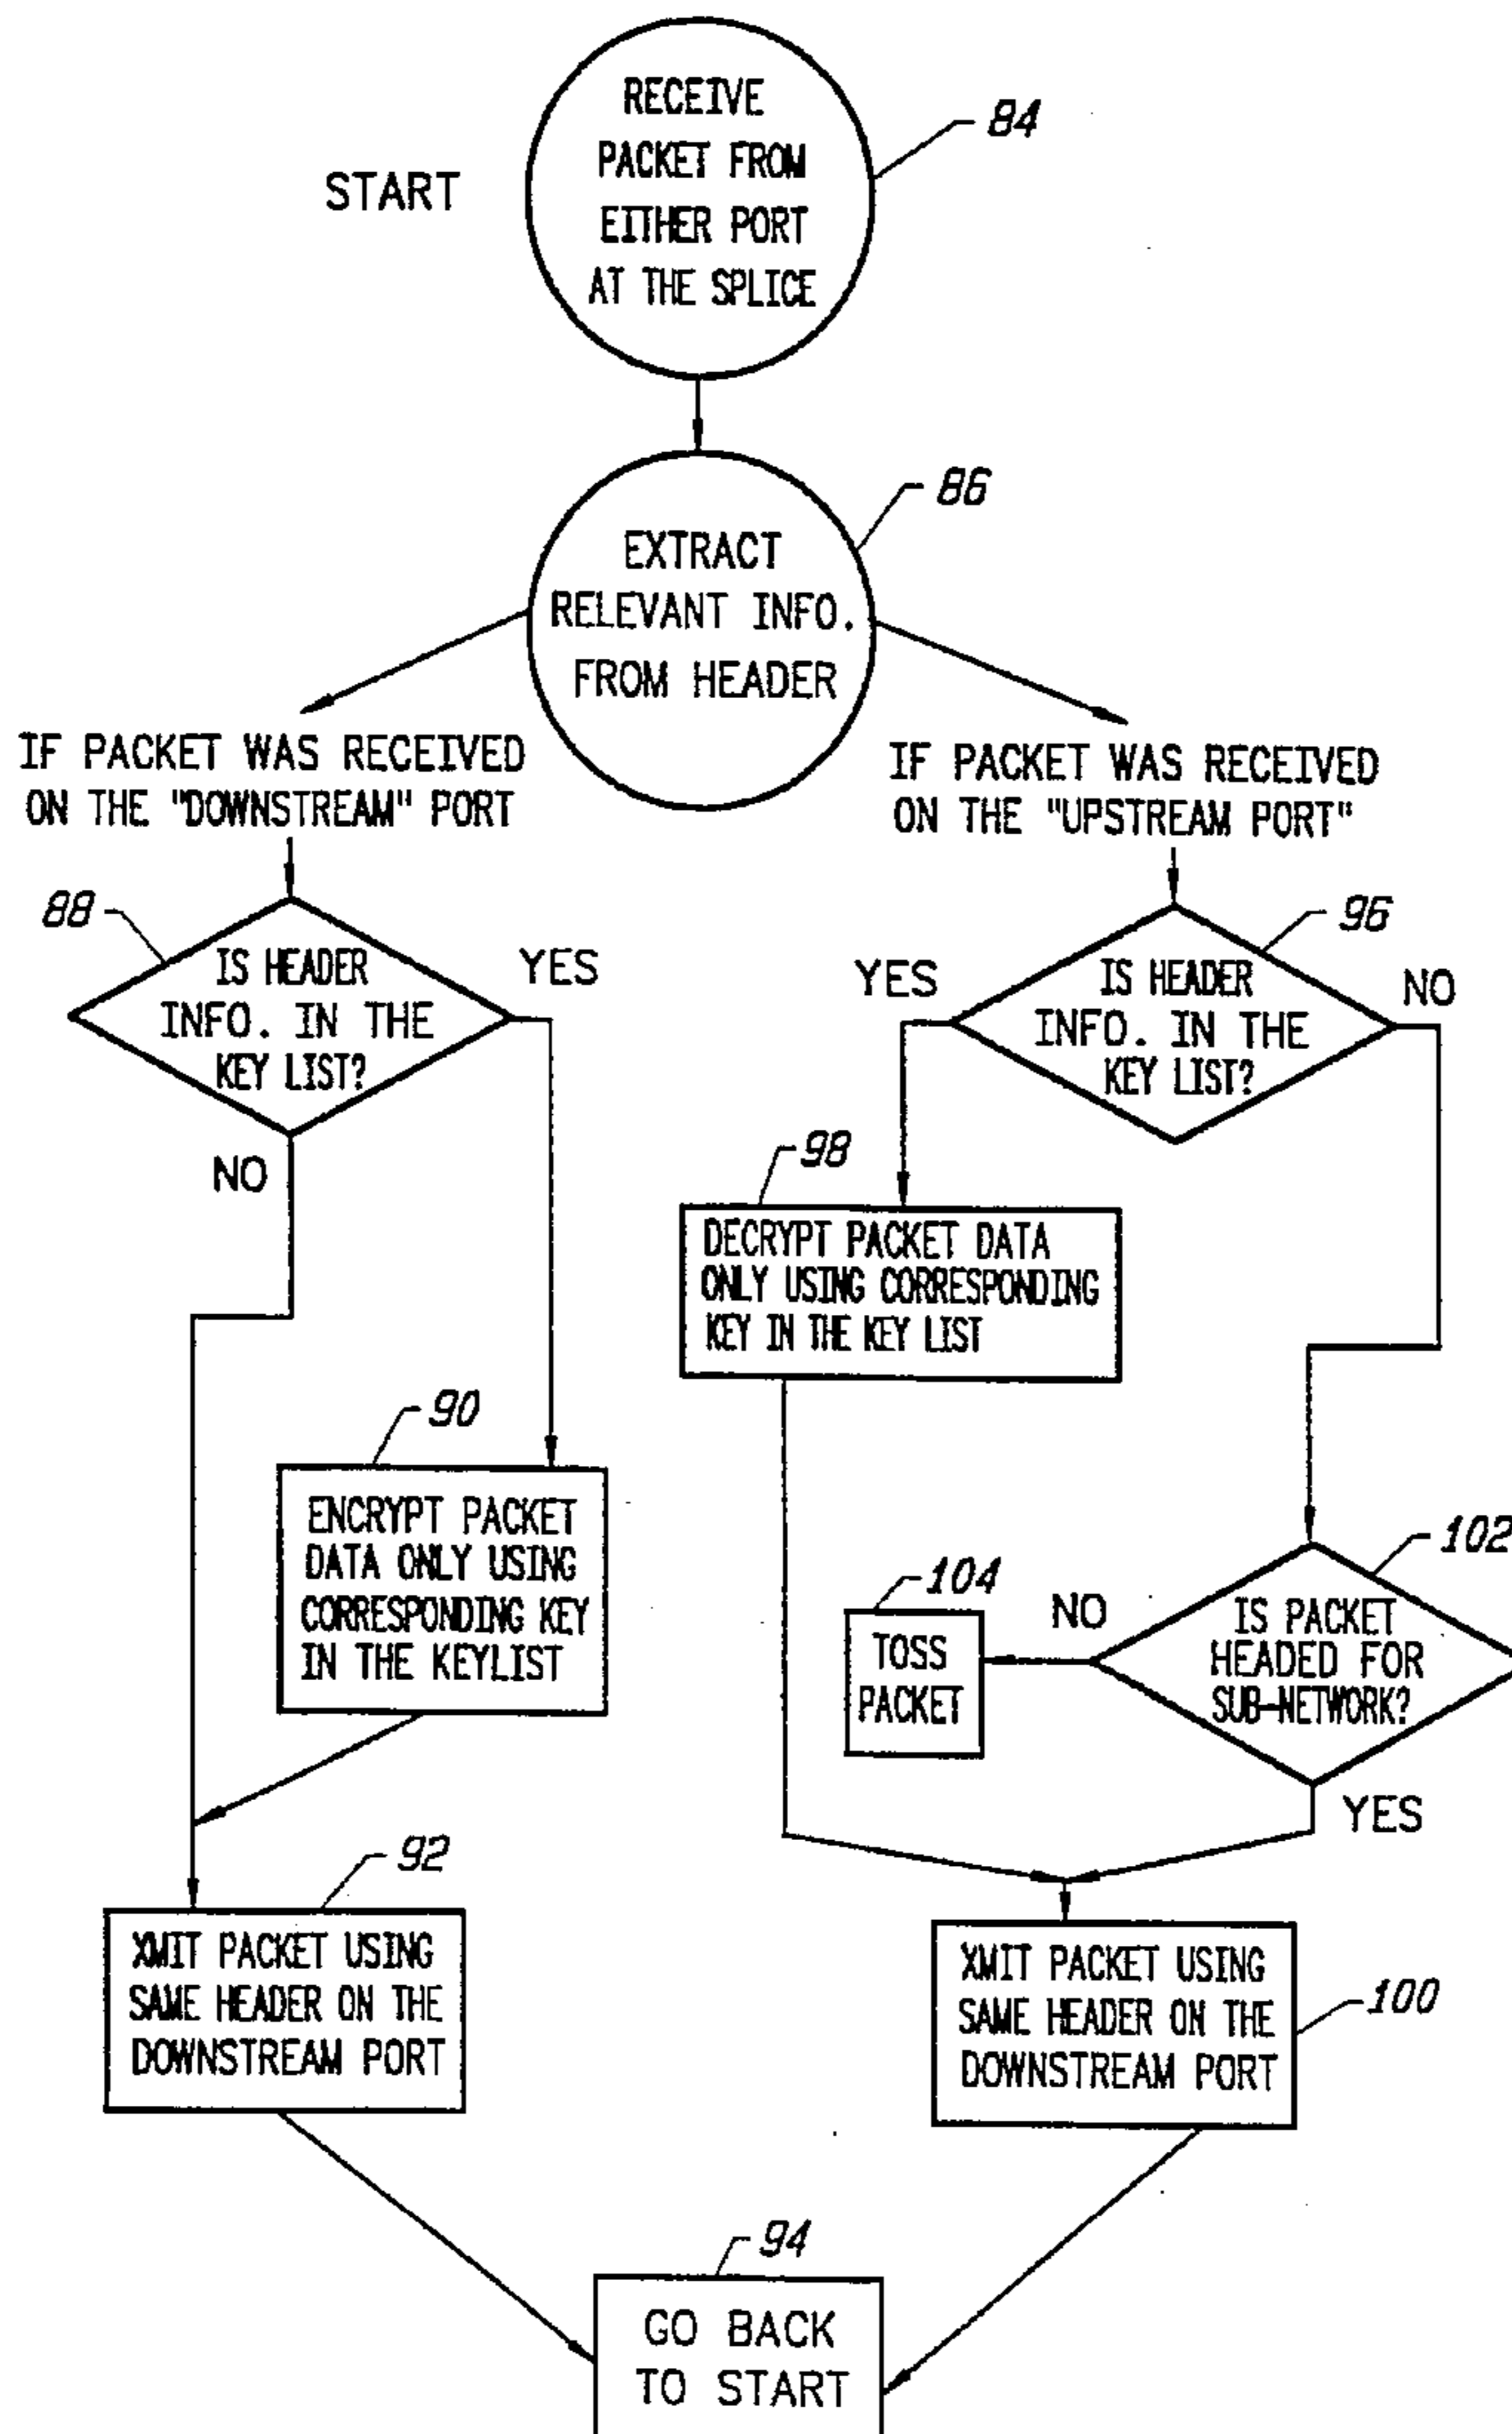 START
RECEIVE
PACKET FROM
EITHER PORT
AT THE SPLICE
84
86
EXTRACT
RELEVANT INFO.
FROM HEADER
IF PACKET WAS RECEIVED
ON THE "DOWNSTREAM" PORT
88
IS HEADER
INFO. IN THE
KEY LIST?
YES
NO
90
ENCRYPT PACKET
DATA ONLY USING
CORRESPONDING KEY
IN THE KEYLIST
92
XMIT PACKET USING
SAME HEADER ON THE
DOWNSTREAM PORT
IF PACKET WAS RECEIVED
ON THE "UPSTREAM PORT"
96
IS HEADER
INFO. IN THE
KEY LIST?
YES
NO
98
DECRYPT PACKET DATA
ONLY USING CORRESPONDING
KEY IN THE KEY LIST
102
IS PACKET
HEADED FOR
SUB-NETWORK?
NO
104
TOSS
PACKET
YES
100
XMIT PACKET USING
SAME HEADER ON THE
DOWNSTREAM PORT
94
GO BACK
TO START